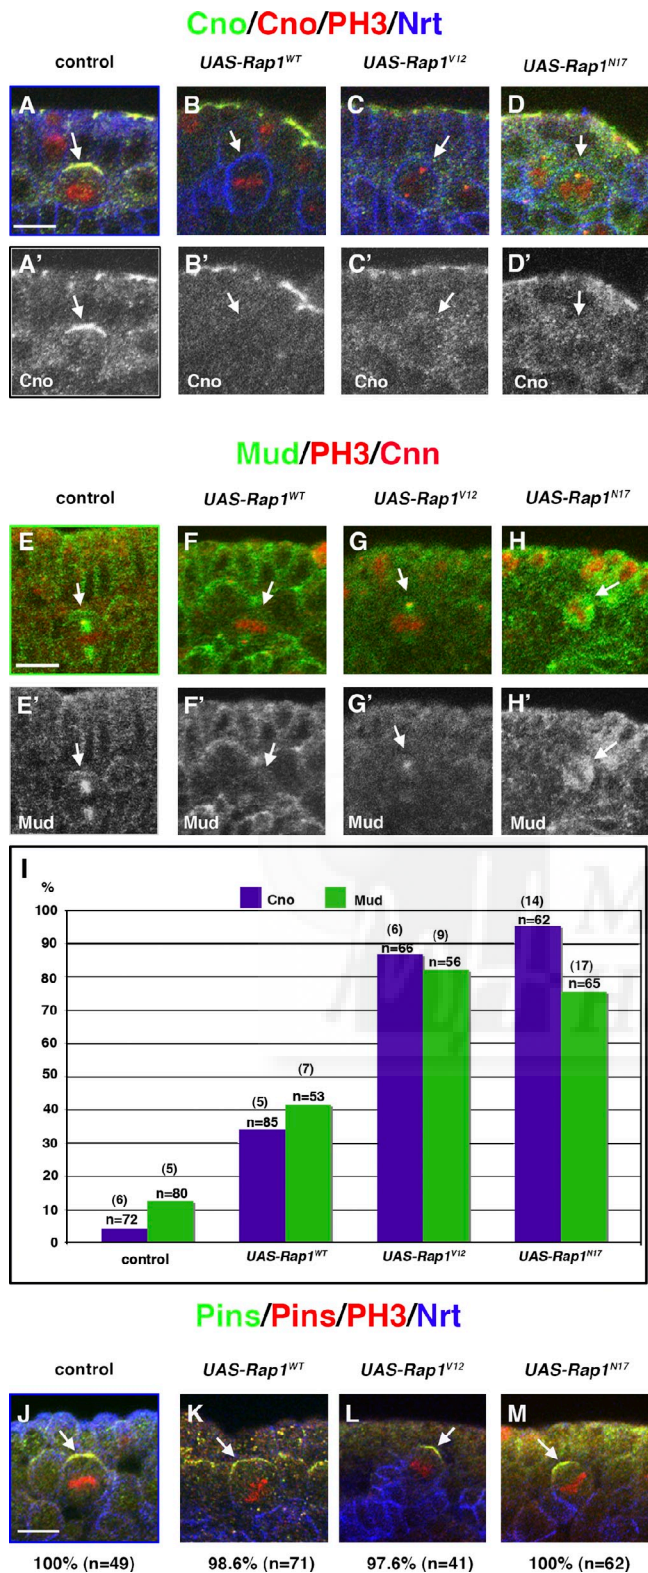 Cno/Cno/PH3/Nrt
control UAS-Rap1WT UAS-Rap1V12 UAS-Rap1N17
A B C D
A' B' C' D'
Cno Cno Cno Cno
Mud/PH3/Cnn
control UAS-Rap1WT UAS-Rap1V12 UAS-Rap1N17
E F G H
E' F' G' H'
Mud Mud Mud Mud
I
%
Cno Mud
100
90
80
70
60
50
40
30
20
10
0
(6) (5) (5) (7) (6) (9) (14) (17)
n=72 n=80 n=85 n=53 n=66 n=56 n=62 n=65
control UAS-Rap1WT UAS-Rap1V12 UAS-Rap1N17
Pins/Pins/PH3/Nrt
control UAS-Rap1WT UAS-Rap1V12 UAS-Rap1N17
J K L M
100% (n=49) 98.6% (n=71) 97.6% (n=41) 100% (n=62)